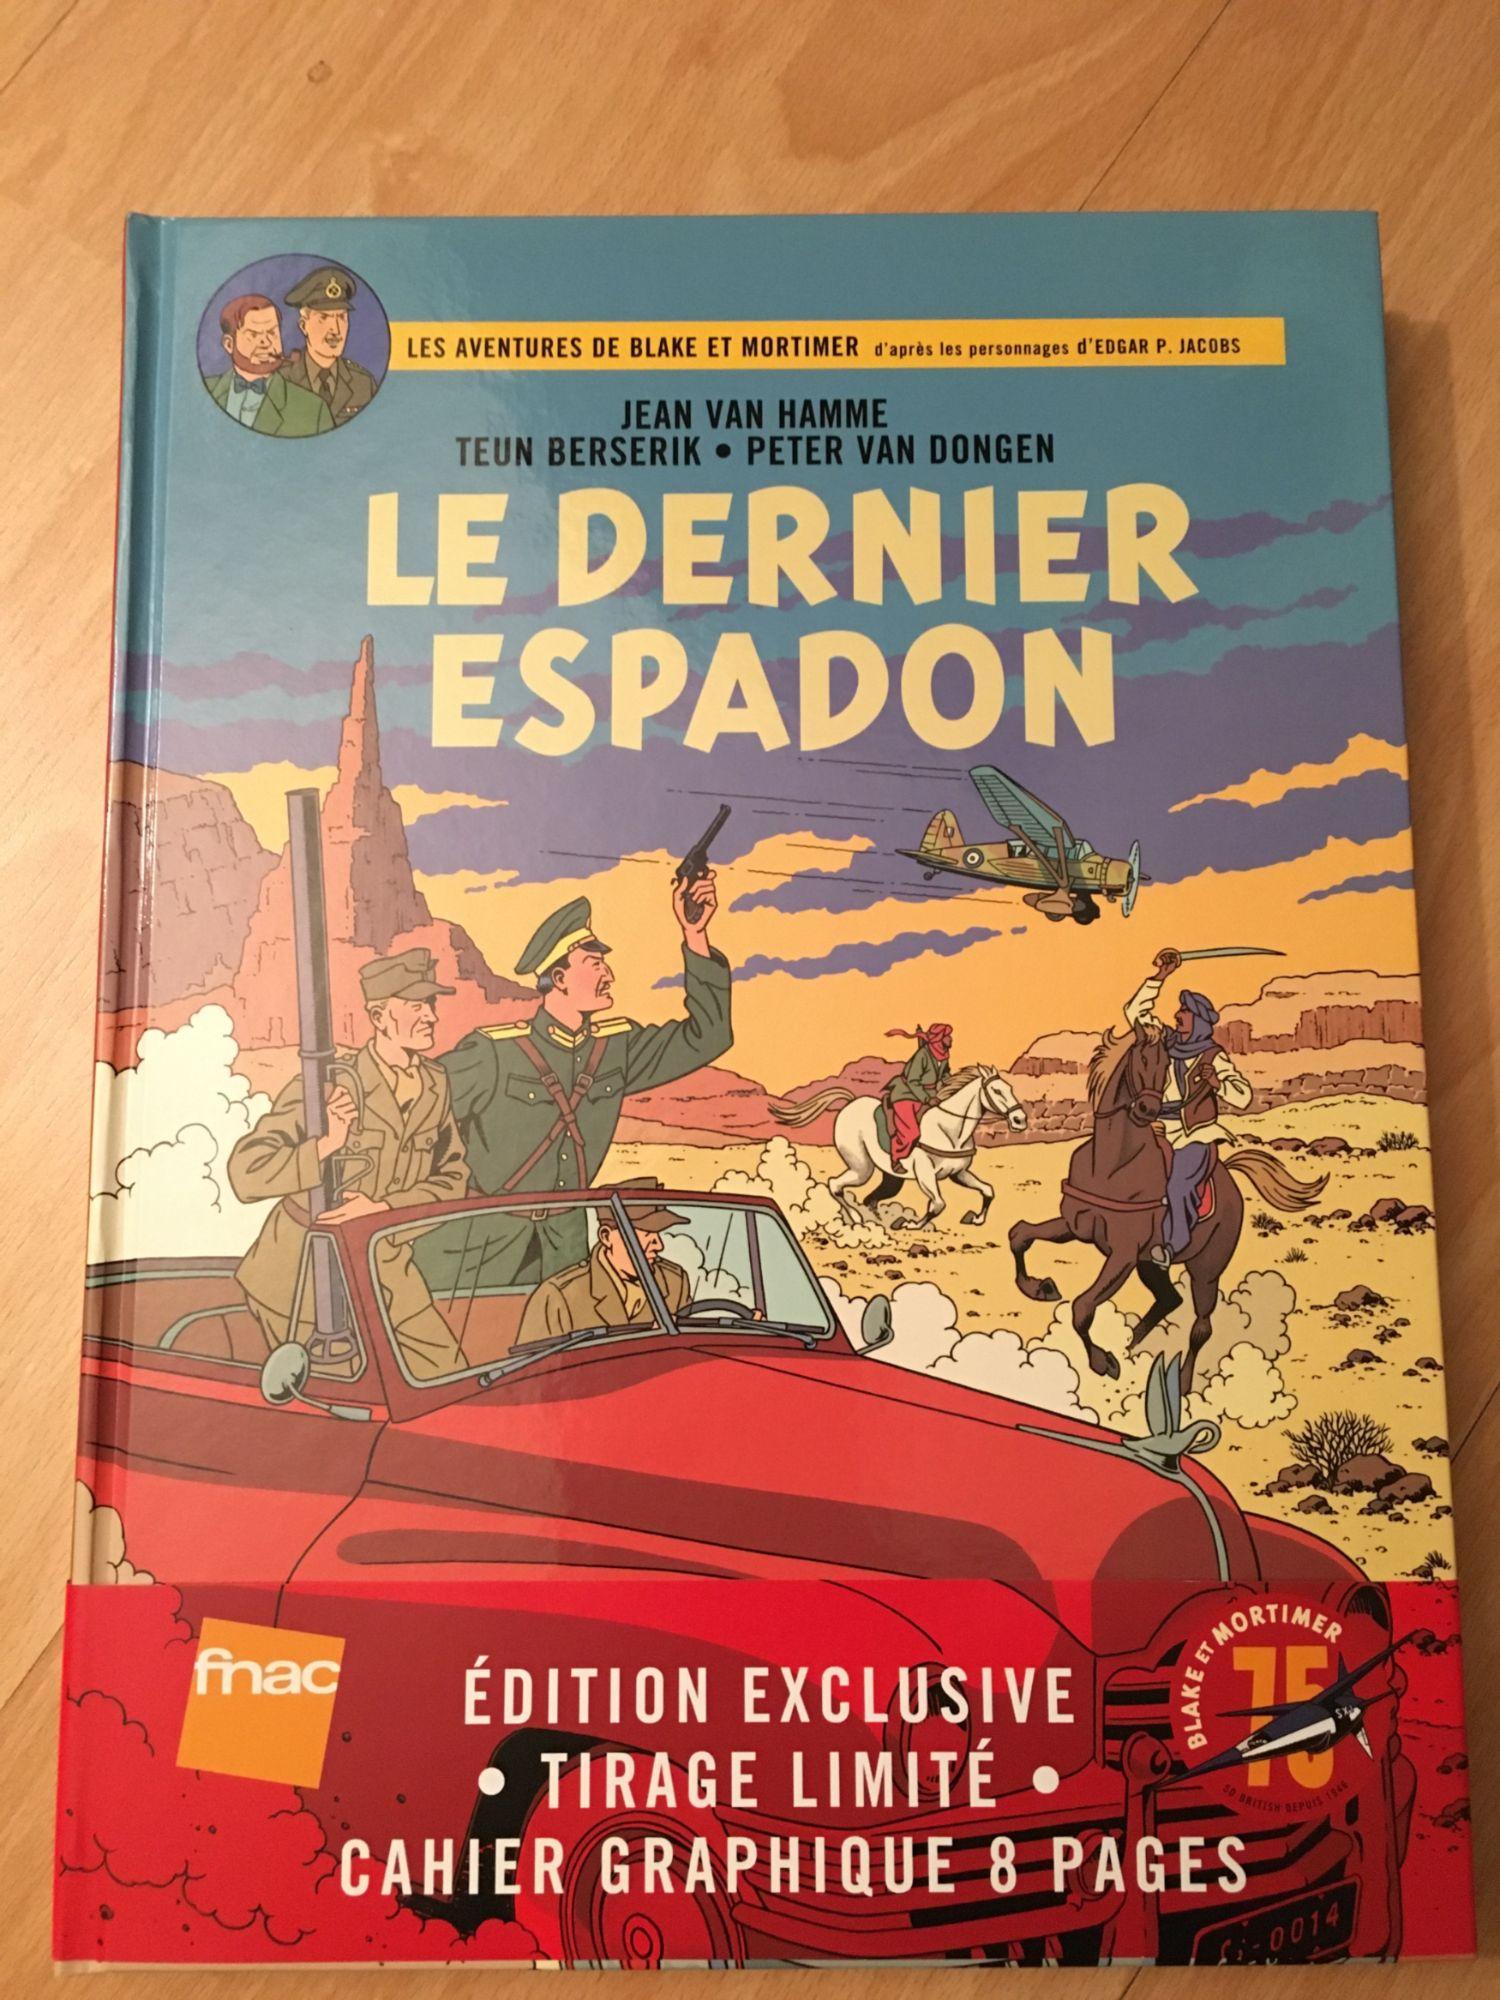 LES AVENTURES DE BLAKE ET MORTIMER d'après les personnages d'EDGAR P. JACOBS
JEAN VAN HAMME
TEUN BERSERIK • PETER VAN DONGEN
LE DERNIER
ESPADON
fnac
ÉDITION EXCLUSIVE
• TIRAGE LIMITÉ •
CAHIER GRAPHIQUE 8 PAGES
BLAKE ET MORTIMER
75
SO BRITISH DEPUIS 1946
0014